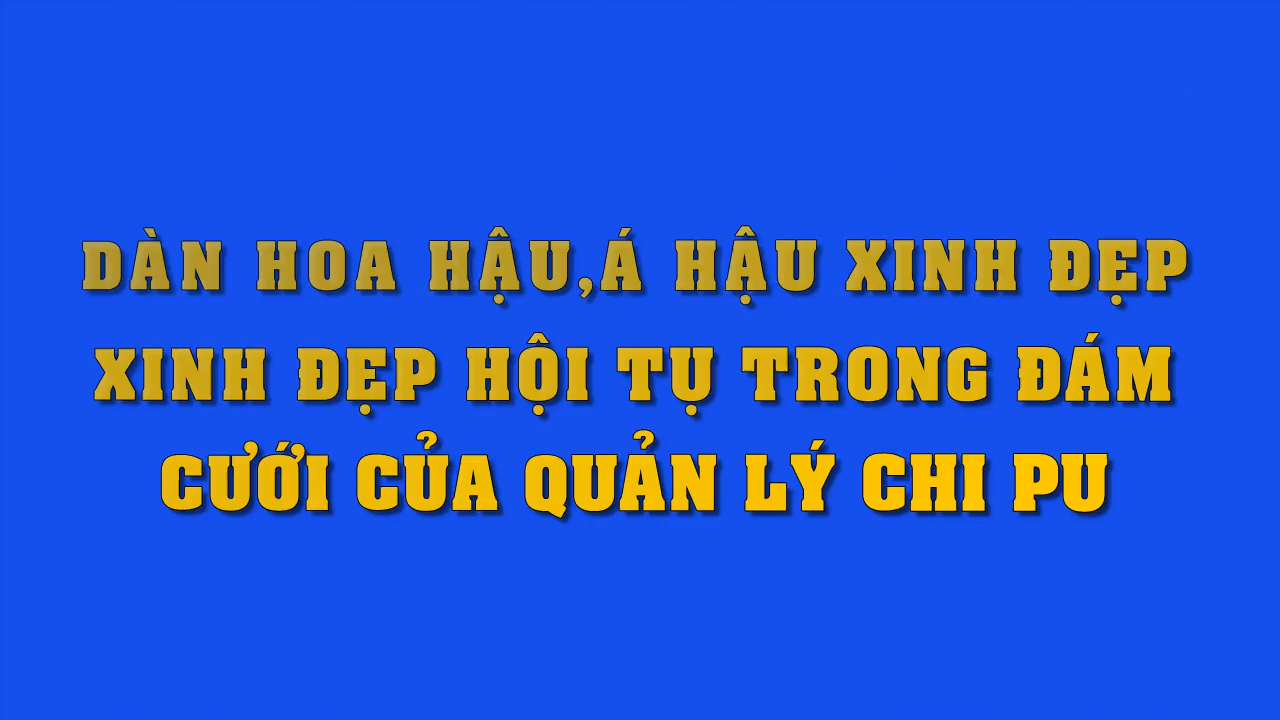 DÀN HOA HẬU,Á HẬU XINH ĐẸP
XINH ĐẸP HỘI TỤ TRONG ĐÁM
CƯỚI CỦA QUẢN LÝ CHI PU